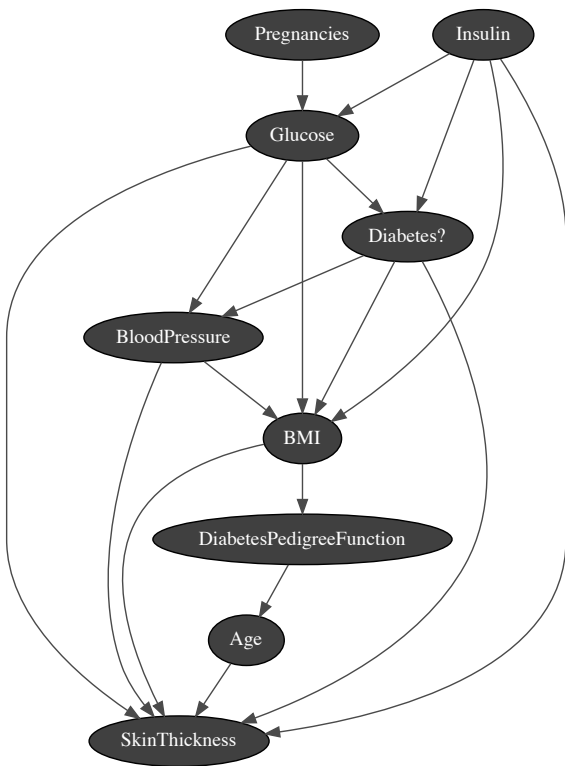 Pregnancies
Insulin
Glucose
Diabetes?
BloodPressure
BMI
DiabetesPedigreeFunction
Age
SkinThickness